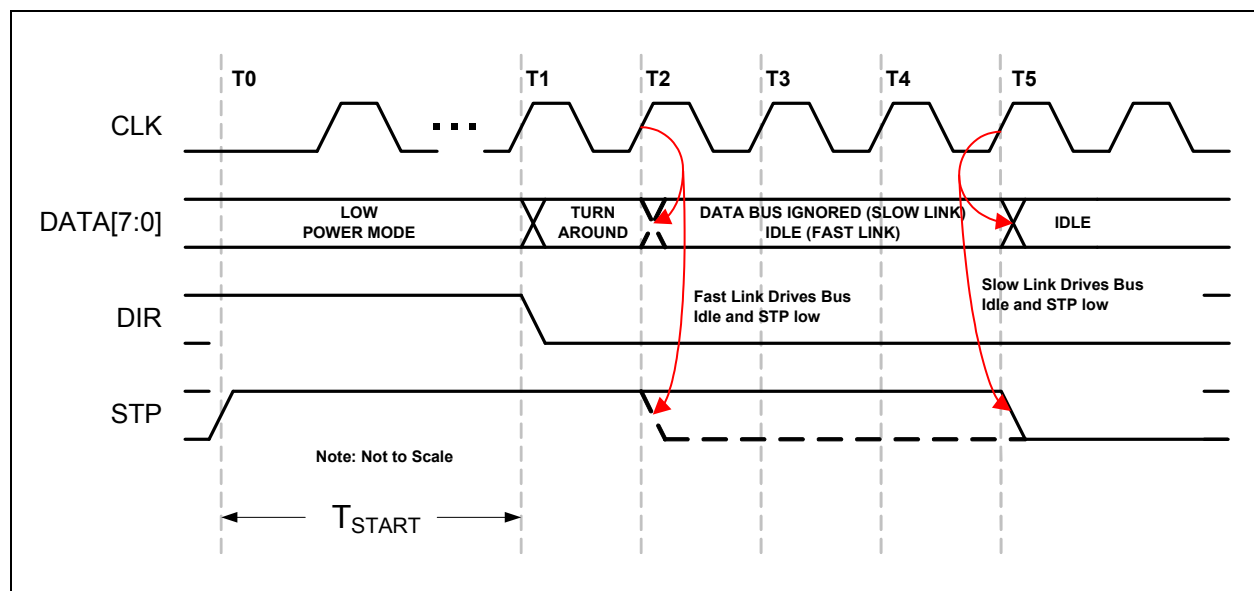 T0
T1
T2
T3
T4
T5
CLK
DATA[7:0]
LOW
POWER MODE
TURN
AROUND
DATA BUS IGNORED (SLOW LINK)
IDLE (FAST LINK)
IDLE
DIR
Fast Link Drives Bus
Idle and STP low
Slow Link Drives Bus
Idle and STP low
STP
Note: Not to Scale
TSTART